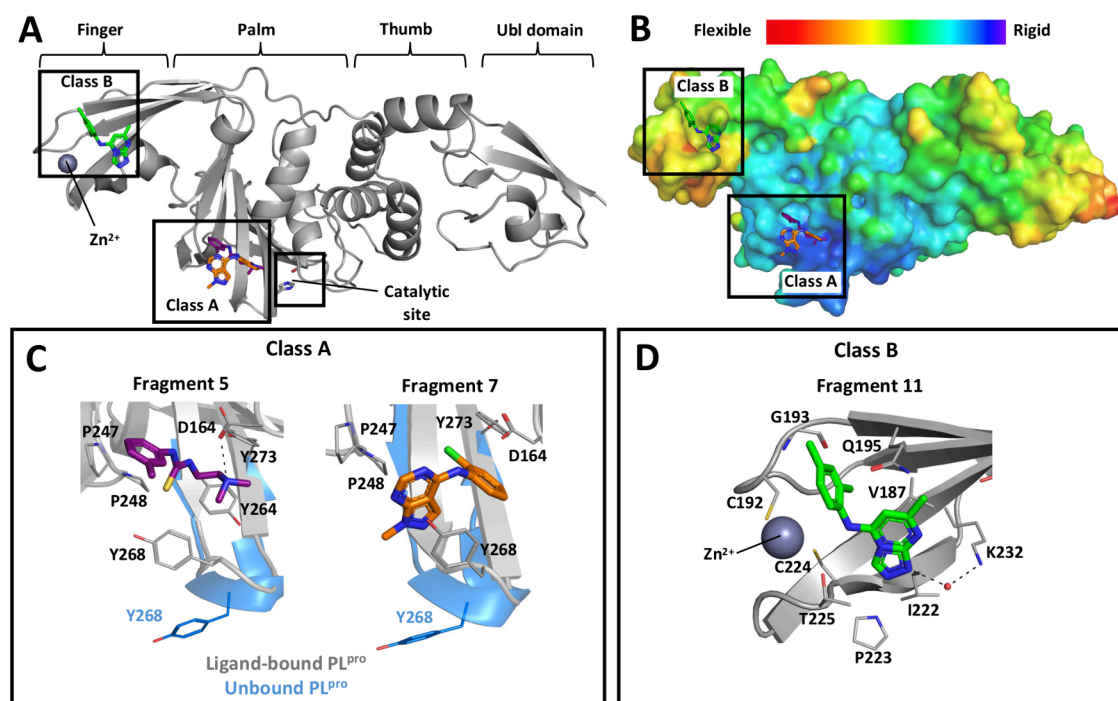 A
Finger
Palm
Thumb
Ubl domain
Class B
Zn²⁺
Class A
Catalytic
site
B
Flexible
Rigid
Class B
Class A
C
Class A
Fragment 5
P247
D164
Y273
P248
Y264
Y268
Y268
Fragment 7
P247
Y273
D164
P248
Y268
Y268
Ligand-bound PLᵖʳᵒ
Unbound PLᵖʳᵒ
D
Class B
Fragment 11
G193
Q195
C192
V187
Zn²⁺
C224
K232
T225
I222
P223